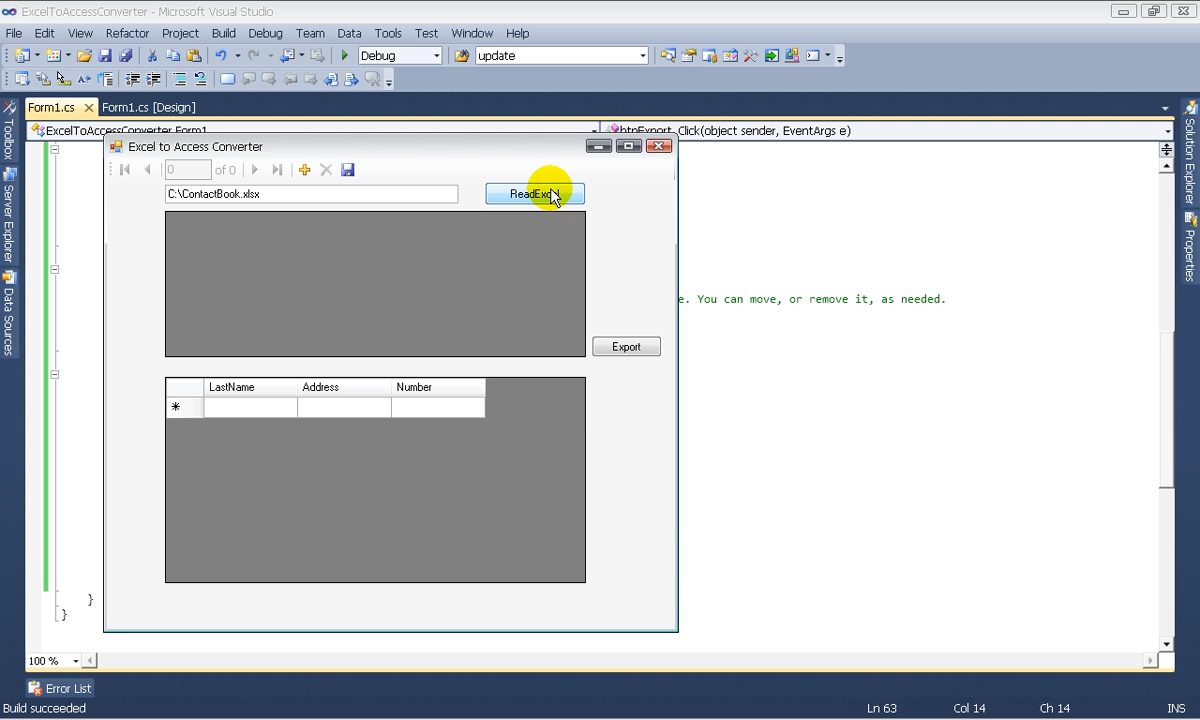 ExcelToAccessConverter - Microsoft Visual Studio
File Edit View Refactor Project Build Debug Team Data Tools Test Window Help
Debug update
Form1.cs Form1.cs [Design]
ExcelToAccessConverter.Form1 btnExport_Click(object sender, EventArgs e)
Excel to Access Converter
0 of 0
C:\ContactBook.xlsx ReadExcel
e. You can move, or remove it, as needed.
Export
LastName Address Number
*
}
}
Toolbox
Server Explorer
Data Sources
Solution Explorer
Properties
100 %
Error List
Build succeeded Ln 63 Col 14 Ch 14 INS